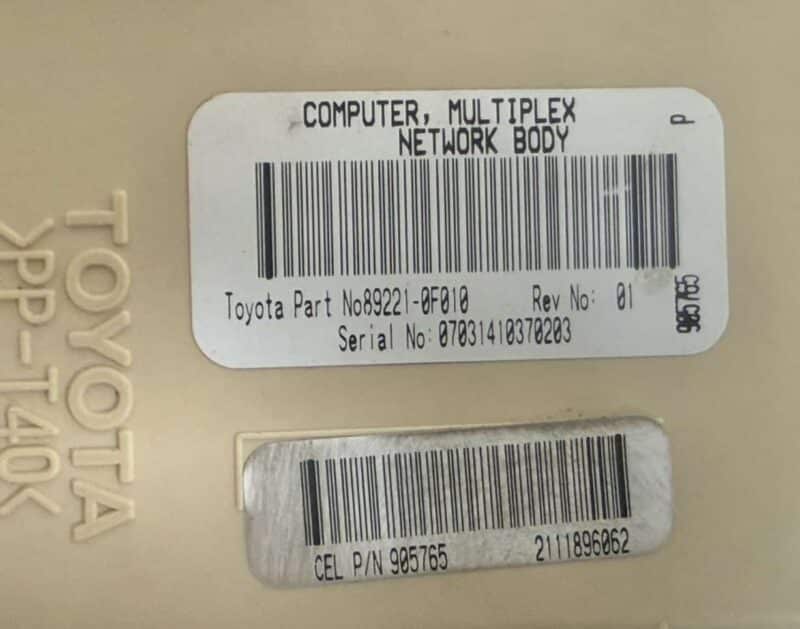 COMPUTER, MULTIPLEX
NETWORK BODY
P
Toyota Part No89221-0F010 Rev No: 01
Serial No:07031410370203
905765
CEL P/N 905765 2111896062
TOYOTA
>PP-T40<